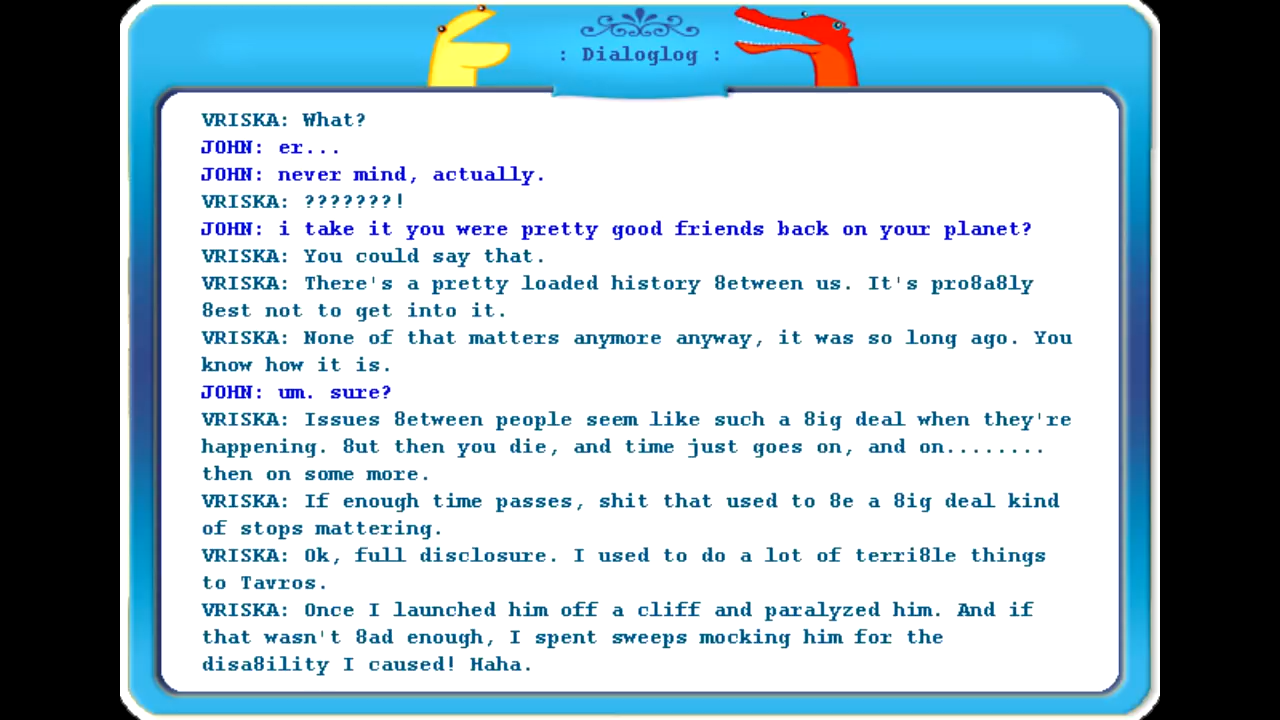 : Dialoglog :
VRISKA: What?
JOHN: er...
JOHN: never mind, actually.
VRISKA: ???????!
JOHN: i take it you were pretty good friends back on your planet?
VRISKA: You could say that.
VRISKA: There's a pretty loaded history 8etween us. It's pro8a8ly
8est not to get into it.
VRISKA: None of that matters anymore anyway, it was so long ago. You
know how it is.
JOHN: um. sure?
VRISKA: Issues 8etween people seem like such a 8ig deal when they're
happening. 8ut then you die, and time just goes on, and on........
then on some more.
VRISKA: If enough time passes, shit that used to 8e a 8ig deal kind
of stops mattering.
VRISKA: Ok, full disclosure. I used to do a lot of terri8le things
to Tavros.
VRISKA: Once I launched him off a cliff and paralyzed him. And if
that wasn't 8ad enough, I spent sweeps mocking him for the
disa8ility I caused! Haha.